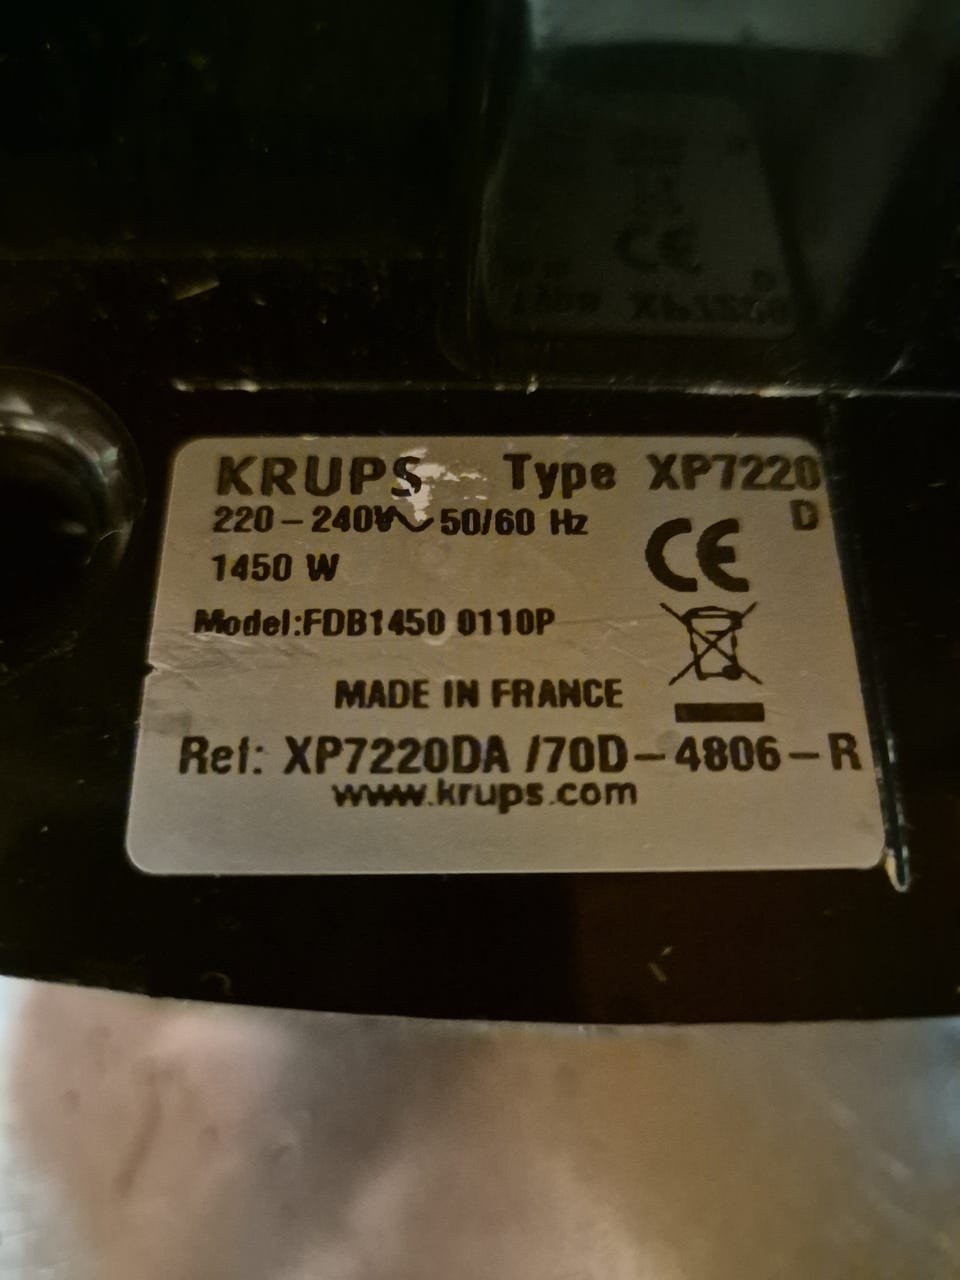 KRUPS Type XP7220
D
220-240V~ 50/60 Hz
CE
1450 W
Model:FDB1450 0110P
MADE IN FRANCE
Ref: XP7220DA /70D-4806-R
www.krups.com